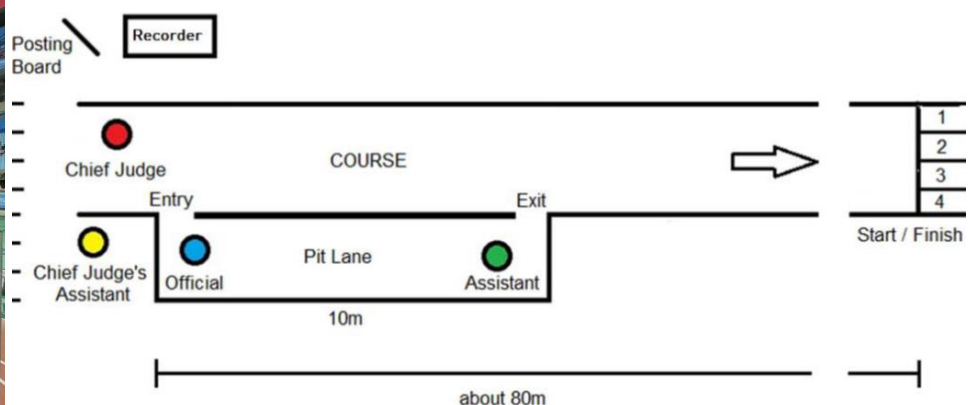 Posting
Board
Recorder
1
2
3
4
Chief Judge
COURSE
Entry
Exit
Start / Finish
Chief Judge's
Assistant
Official
Pit Lane
Assistant
10m
about 80m